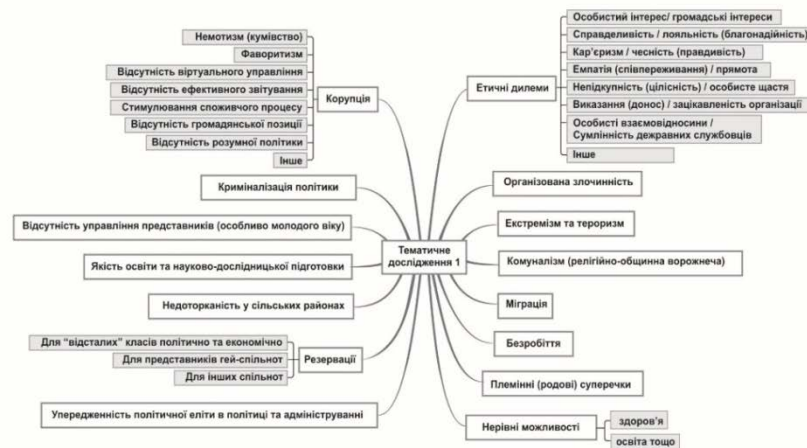 Немотизм (кумівство)
Фаворитизм
Відсутність віртуального управління
Відсутність ефективного звітування
Стимулювання споживчого процесу
Відсутність громадянської позиції
Відсутність розумної політики
Інше
Корупція
Криміналізація політики
Відсутність управління представників (особливо молодого віку)
Якість освіти та науково-дослідницької підготовки
Недоторканість у сільських районах
Для “відсталих” класів політично та економічно
Для представників гей-спільнот
Для інших спільнот
Резервації
Упередженність політичної еліти в політиці та адмініструванні
Тематичне
дослідження 1
Етичні дилеми
Особистий інтерес/ громадські інтереси
Справделивість / лояльність (благонадійність)
Кар’єризм / чесність (правдивість)
Емпатія (співпереживання) / прямота
Непідкупність (цілісність) / особисте щастя
Виказання (донос) / зацікавленість організації
Особисті взаємовідносини /
Сумлінність дежравних службовців
Інше
Організована злочинність
Екстремізм та тероризм
Комуналізм (релігійно-общинна ворожнеча)
Міграція
Безробіття
Племінні (родові) суперечки
Нерівні можливості
здоров’я
освіта тощо